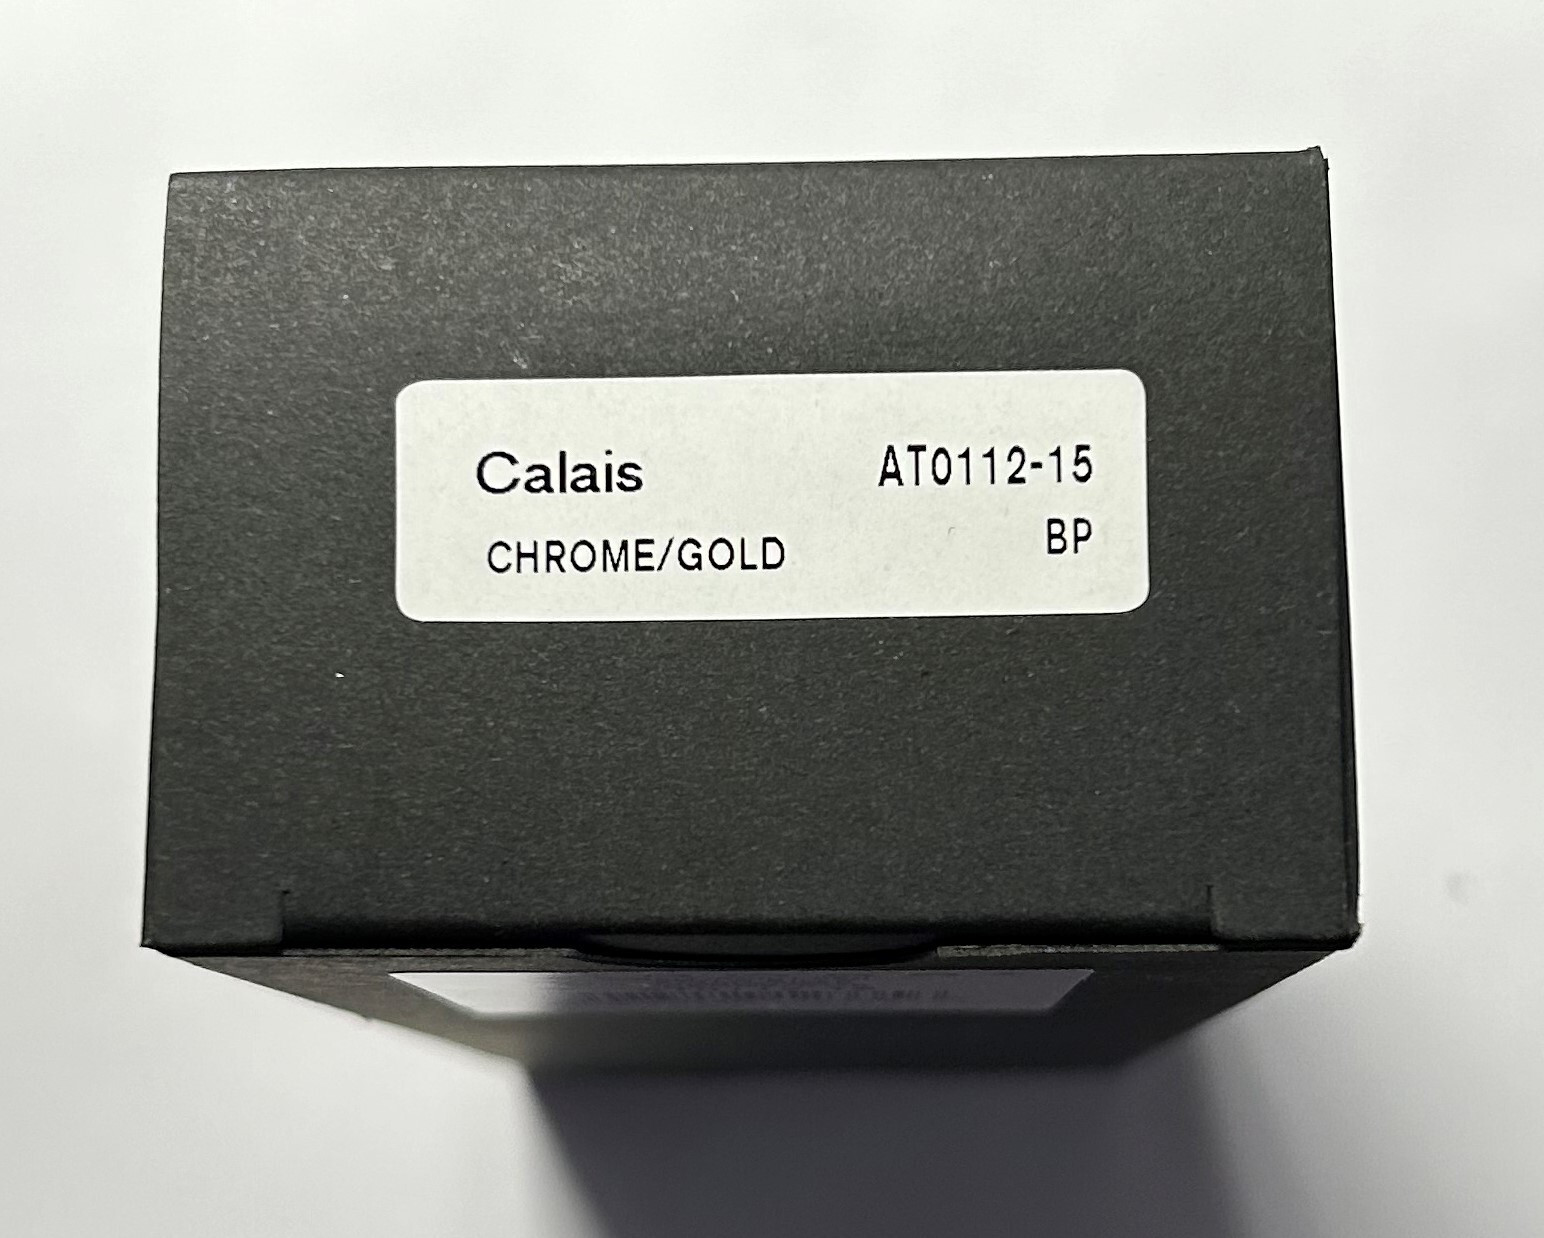 Calais AT0112-15
CHROME/GOLD BP